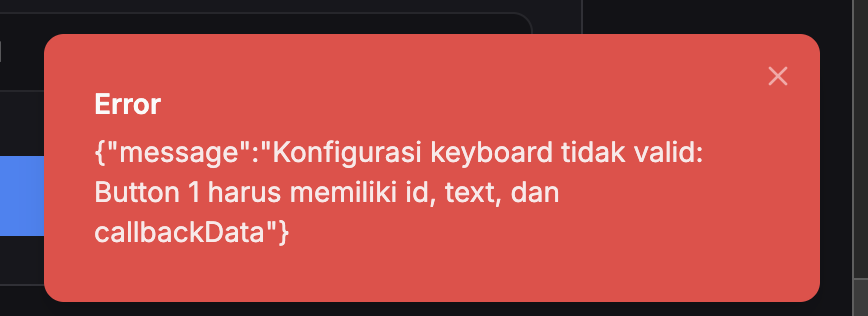 Error
{"message":"Konfigurasi keyboard tidak valid:
Button 1 harus memiliki id, text, dan
callbackData"}